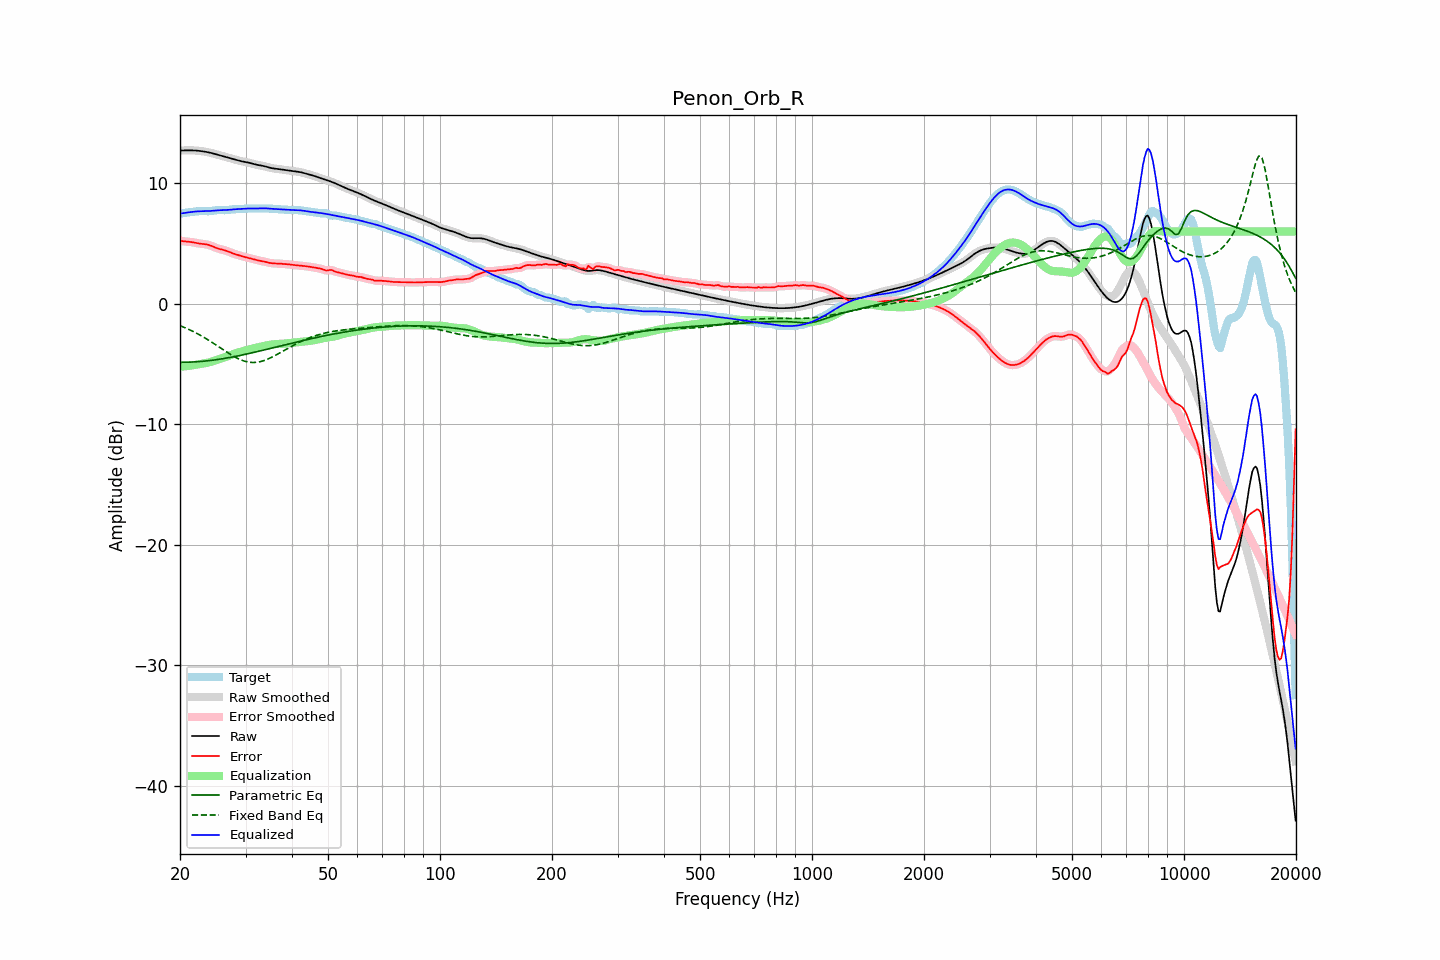 Penon_Orb_R
Amplitude (dBr)
10
0
−10
−20
−30
−40
Target
Raw Smoothed
Error Smoothed
Raw
Error
Equalization
Parametric Eq
Fixed Band Eq
Equalized
20 50 100 200 500 1000 2000 5000 10000 20000
Frequency (Hz)